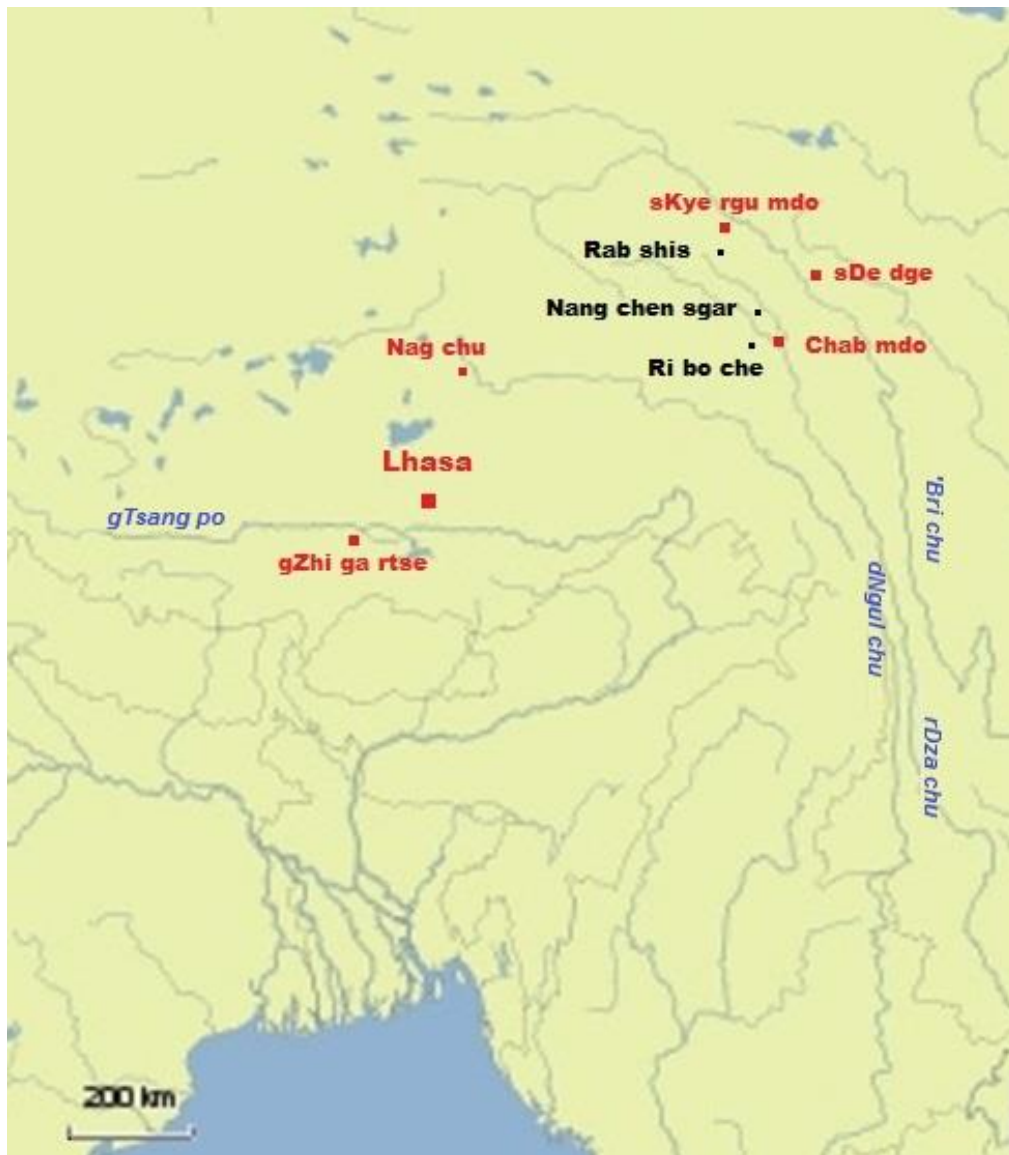 sKye rgu mdo
Rab shis
sDe dge
Nang chen sgar
Chab mdo
Nag chu
Ri bo che
Lhasa
gTsang po
'Bri chu
gZhi ga rtse
dNgul chu
rDza chu
200 km